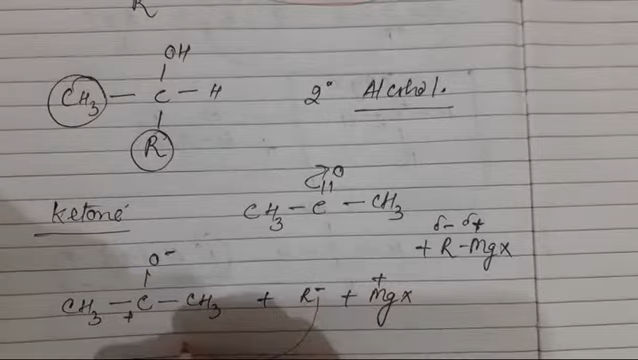 R
OH
CH3 — C — H 2° Alcohol.
R
Ketone
O
CH3 — C — CH3
δ- δ+
+ R-Mgx
O-
CH3 — C+ — CH3 + R- + +Mgx